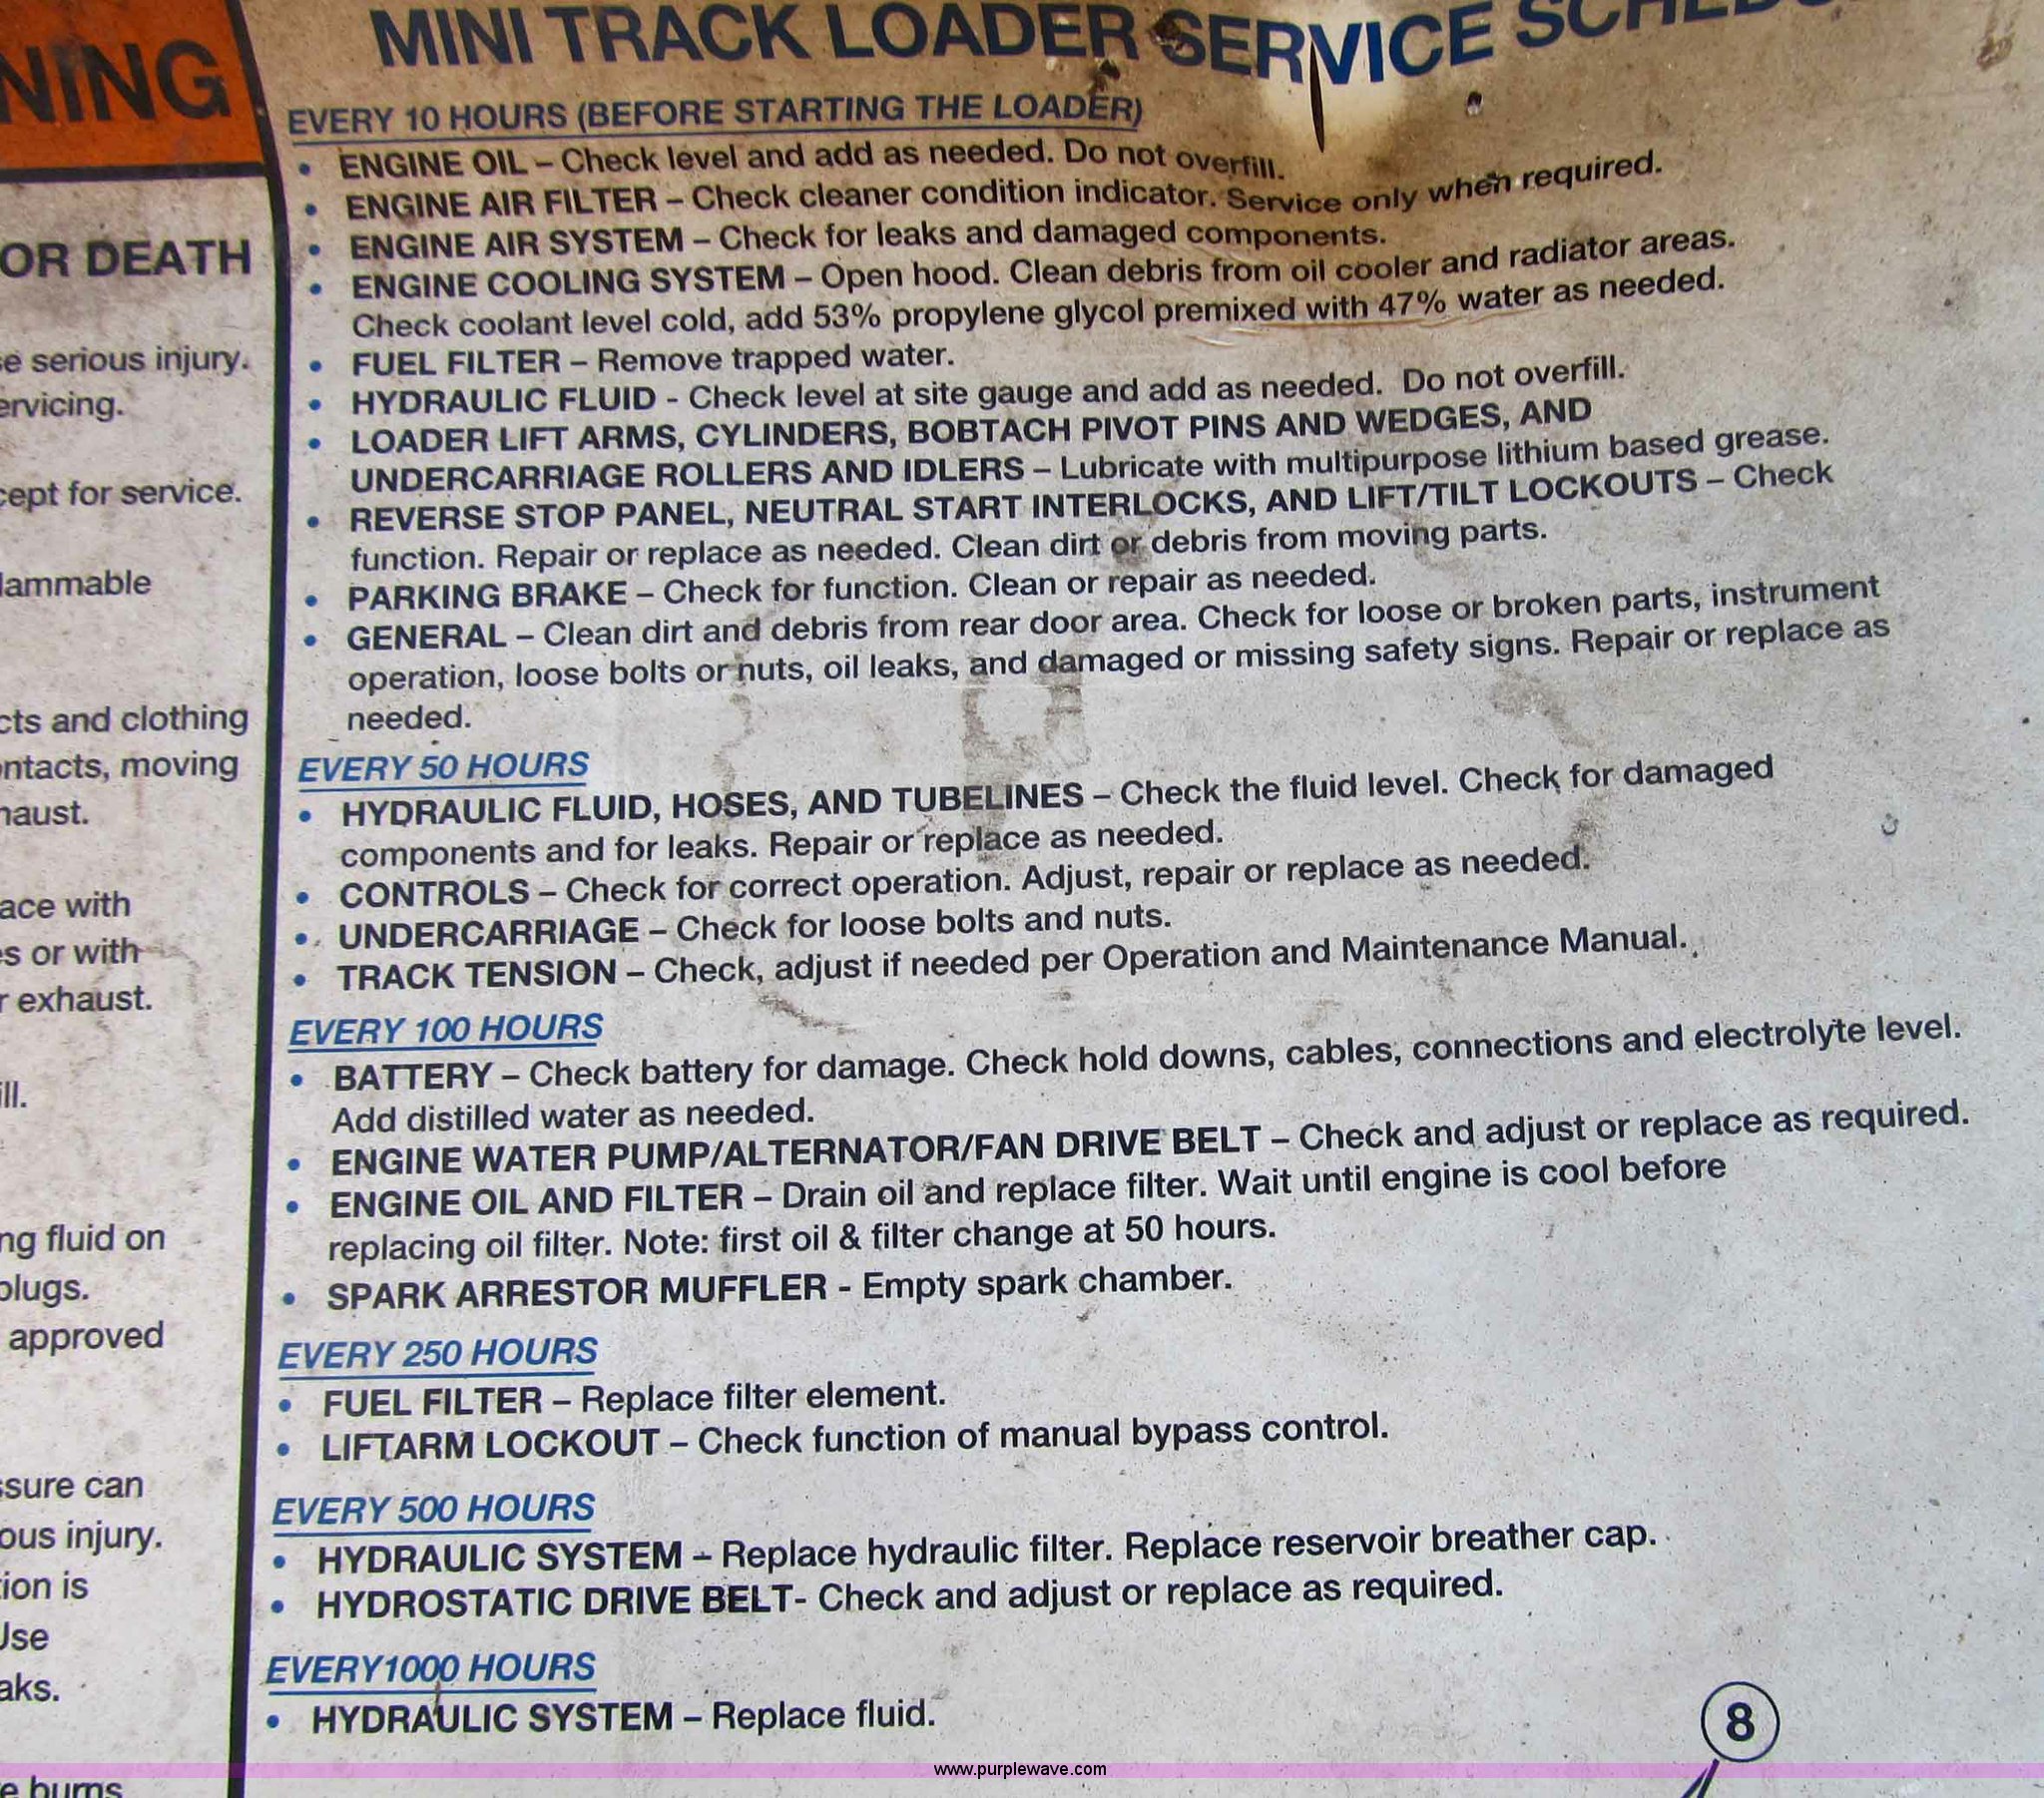 NING
OR DEATH
serious injury.
servicing.
for service.
and clothing
moving
with
or with
exhaust.
fluid on
plugs.
approved
can
injury.
is
burns
MINI TRACK LOADER SERVICE
EVERY 10 HOURS (BEFORE STARTING THE LOADER)
• ENGINE OIL – Check level and add as needed. Do not overfill.
• ENGINE AIR FILTER – Check cleaner condition indicator. Service only when required.
• ENGINE AIR SYSTEM – Check for leaks and damaged components.
• ENGINE COOLING SYSTEM – Open hood. Clean debris from oil cooler and radiator areas.
Check coolant level cold, add 53% propylene glycol premixed with 47% water as needed.
• FUEL FILTER – Remove trapped water.
• HYDRAULIC FLUID - Check level at site gauge and add as needed. Do not overfill.
• LOADER LIFT ARMS, CYLINDERS, BOBTACH PIVOT PINS AND WEDGES, AND
UNDERCARRIAGE ROLLERS AND IDLERS – Lubricate with multipurpose lithium based grease.
• REVERSE STOP PANEL, NEUTRAL START INTERLOCKS, AND LIFT/TILT LOCKOUTS – Check
function. Repair or replace as needed. Clean dirt or debris from moving parts.
• PARKING BRAKE – Check for function. Clean or repair as needed.
• GENERAL – Clean dirt and debris from rear door area. Check for loose or broken parts, instrument
operation, loose bolts or nuts, oil leaks, and damaged or missing safety signs. Repair or replace as
needed.
EVERY 50 HOURS
• HYDRAULIC FLUID, HOSES, AND TUBELINES – Check the fluid level. Check for damaged
components and for leaks. Repair or replace as needed.
• CONTROLS – Check for correct operation. Adjust, repair or replace as needed.
• UNDERCARRIAGE – Check for loose bolts and nuts.
• TRACK TENSION – Check, adjust if needed per Operation and Maintenance Manual.
EVERY 100 HOURS
• BATTERY – Check battery for damage. Check hold downs, cables, connections and electrolyte level.
Add distilled water as needed.
• ENGINE WATER PUMP/ALTERNATOR/FAN DRIVE BELT – Check and adjust or replace as required.
• ENGINE OIL AND FILTER – Drain oil and replace filter. Wait until engine is cool before
replacing oil filter. Note: first oil & filter change at 50 hours.
• SPARK ARRESTOR MUFFLER - Empty spark chamber.
EVERY 250 HOURS
• FUEL FILTER – Replace filter element.
• LIFTARM LOCKOUT – Check function of manual bypass control.
EVERY 500 HOURS
• HYDRAULIC SYSTEM – Replace hydraulic filter. Replace reservoir breather cap.
• HYDROSTATIC DRIVE BELT- Check and adjust or replace as required.
EVERY1000 HOURS
• HYDRAULIC SYSTEM – Replace fluid.
8
www.purplewave.com